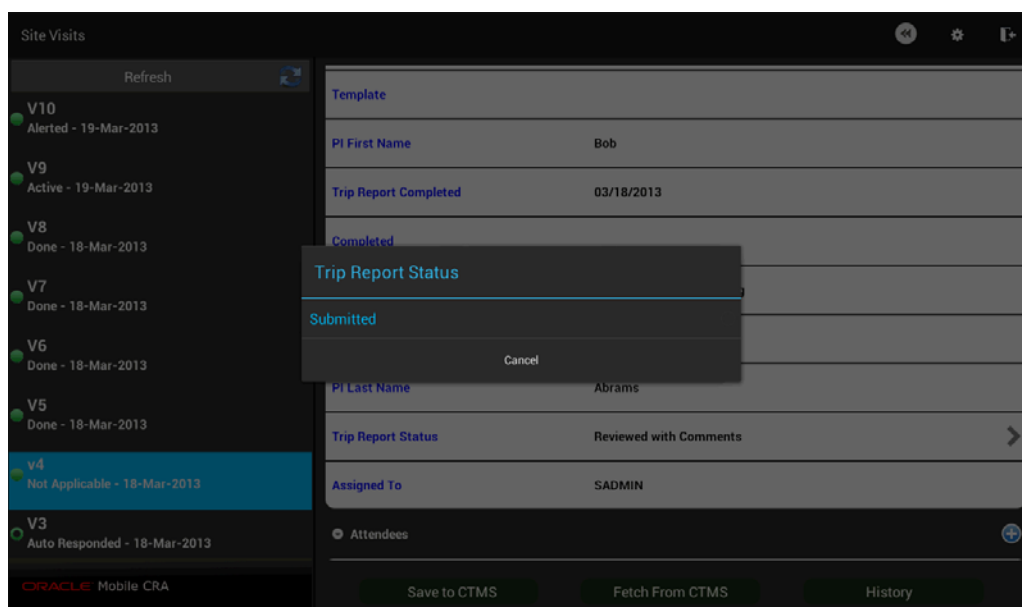 Site Visits
Refresh
V10
Alerted - 19-Mar-2013
V9
Active - 19-Mar-2013
V8
Done - 18-Mar-2013
V7
Done - 18-Mar-2013
V6
Done - 18-Mar-2013
V5
Done - 18-Mar-2013
v4
Not Applicable - 18-Mar-2013
V3
Auto Responded - 18-Mar-2013
ORACLE Mobile CRA
Template
PI First Name Bob
Trip Report Completed 03/18/2013
Completed
Trip Report Status
Submitted
Cancel
PI Last Name Abrams
Trip Report Status Reviewed with Comments
Assigned To SADMIN
Attendees
Save to CTMS Fetch From CTMS History